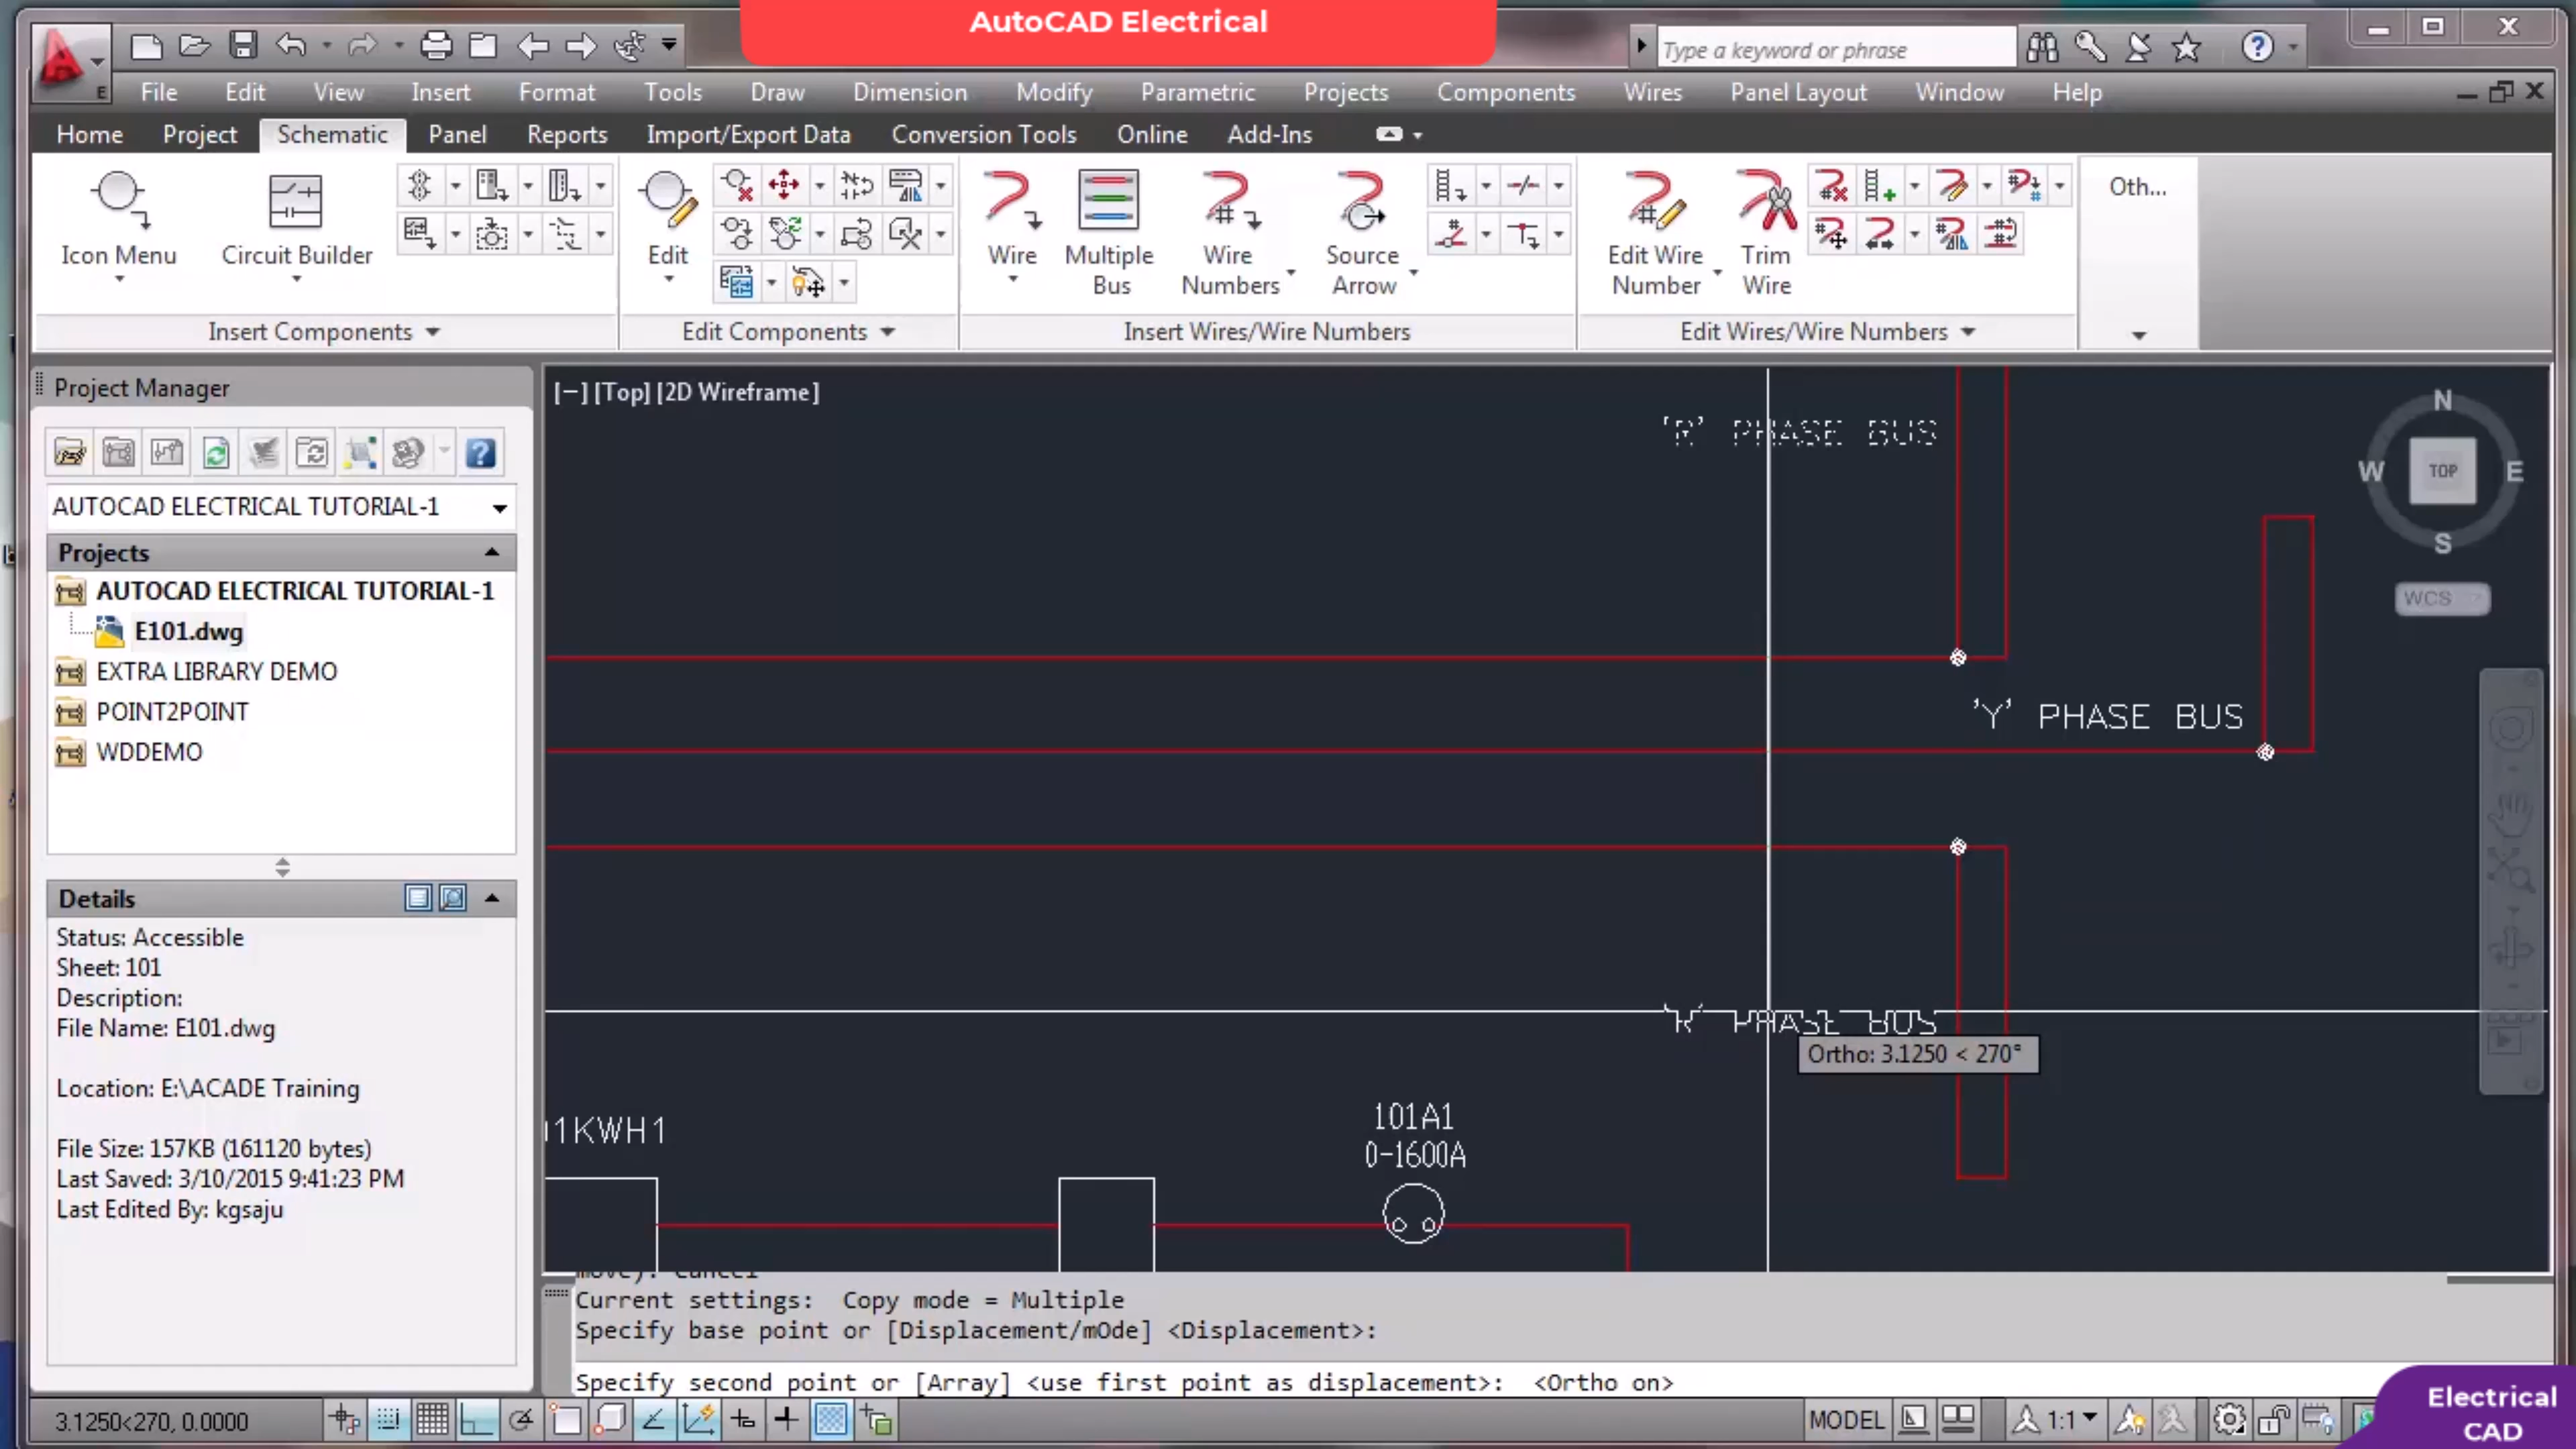 AutoCAD Electrical
Type a keyword or phrase
E
File Edit View Insert Format Tools Draw Dimension Modify Parametric Projects Components Wires Panel Layout Window Help
Home Project Schematic Panel Reports Import/Export Data Conversion Tools Online Add-Ins
Icon Menu
Circuit Builder
Edit
Wire
Multiple Bus
Wire Numbers
Source Arrow
Edit Wire Number
Trim Wire
Oth...
Insert Components
Edit Components
Insert Wires/Wire Numbers
Edit Wires/Wire Numbers
Project Manager
AUTOCAD ELECTRICAL TUTORIAL-1
Projects
AUTOCAD ELECTRICAL TUTORIAL-1
E101.dwg
EXTRA LIBRARY DEMO
POINT2POINT
WDDEMO
Details
Status: Accessible
Sheet: 101
Description:
File Name: E101.dwg
Location: E:\ACADE Training
File Size: 157KB (161120 bytes)
Last Saved: 3/10/2015 9:41:23 PM
Last Edited By: kgsaju
[−] [Top] [2D Wireframe]
'R' PHASE BUS
N
W TOP E
S
WCS
'Y' PHASE BUS
'R' PHASE BUS
Ortho: 3.1250 < 270°
1KWH1
101A1
0-1600A
move): Cancel
Current settings: Copy mode = Multiple
Specify base point or [Displacement/mOde] <Displacement>:
Specify second point or [Array] <use first point as displacement>: <Ortho on>
3.1250<270, 0.0000
MODEL
1:1
Electrical
CAD